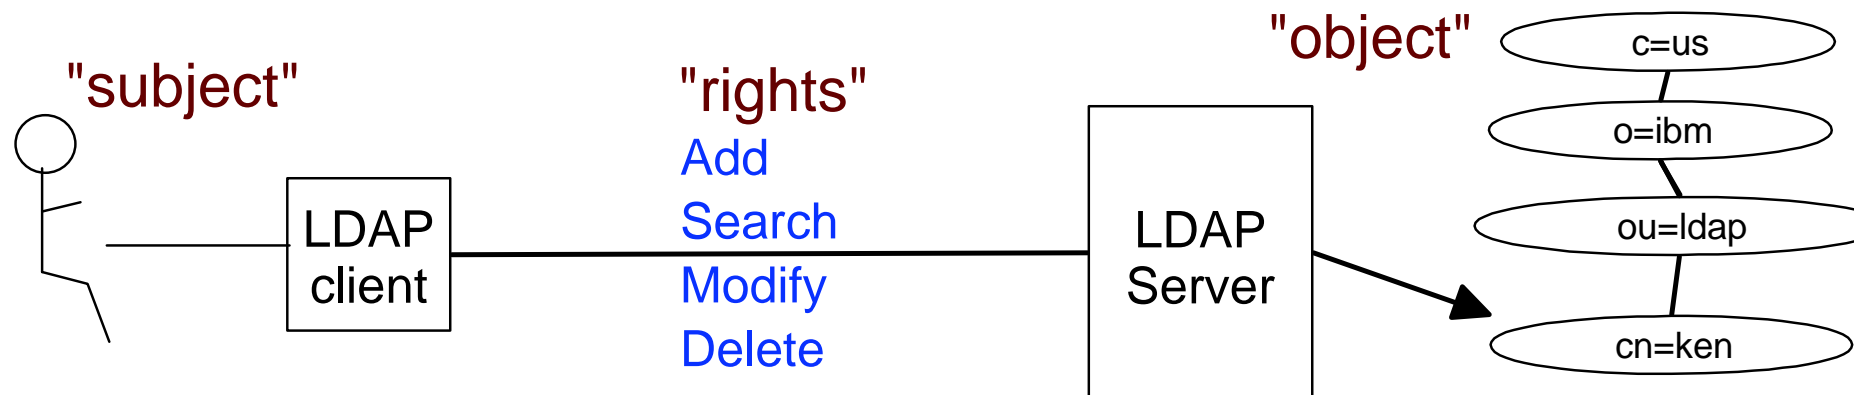 "subject"
LDAP
client
"rights"
Add
Search
Modify
Delete
LDAP
Server
"object"
c=us
o=ibm
ou=ldap
cn=ken